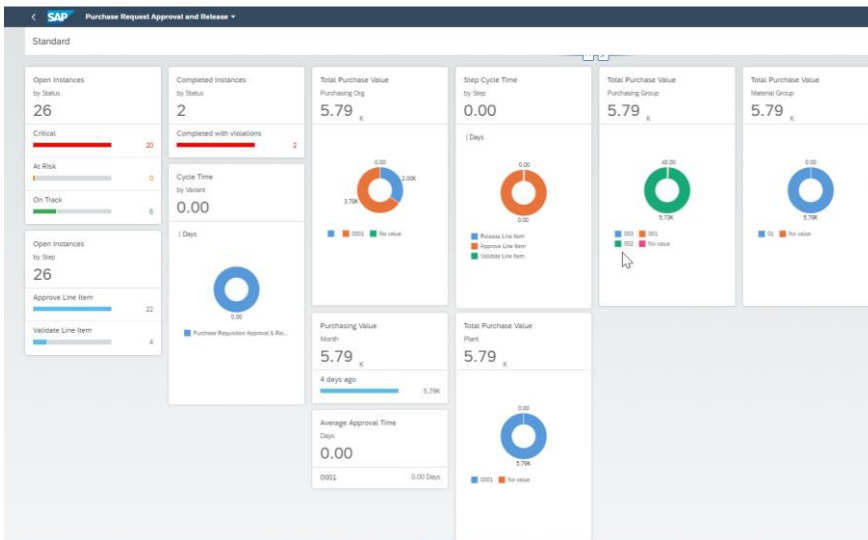 SAP Purchase Request Approval and Release
Standard
Open Instances
by Status
26
Critical
20
At Risk
0
On Track
6
Open Instances
by Step
26
Approve Line Item
22
Validate Line Item
4
Completed Instances
by Status
2
Completed with violations
2
Cycle Time
by Variant
0.00
| Days
0.00
Purchase Requisition Approval & Rel...
Total Purchase Value
Purchasing Org
5.79 K
0.00
2.00K
3.79K
0001 No value
Purchasing Value
Month
5.79 K
4 days ago
5.79K
Average Approval Time
Days
0.00
0001 0.00 Days
Step Cycle Time
by Step
0.00
| Days
0.00
0.00
Release Line Item
Approve Line Item
Validate Line Item
Total Purchase Value
Plant
5.79 K
0.00
5.79K
0001 No value
Total Purchase Value
Purchasing Group
5.79 K
5.73K
003 001
002 No value
Total Purchase Value
Material Group
5.79 K
0.00
5.79K
01 No value